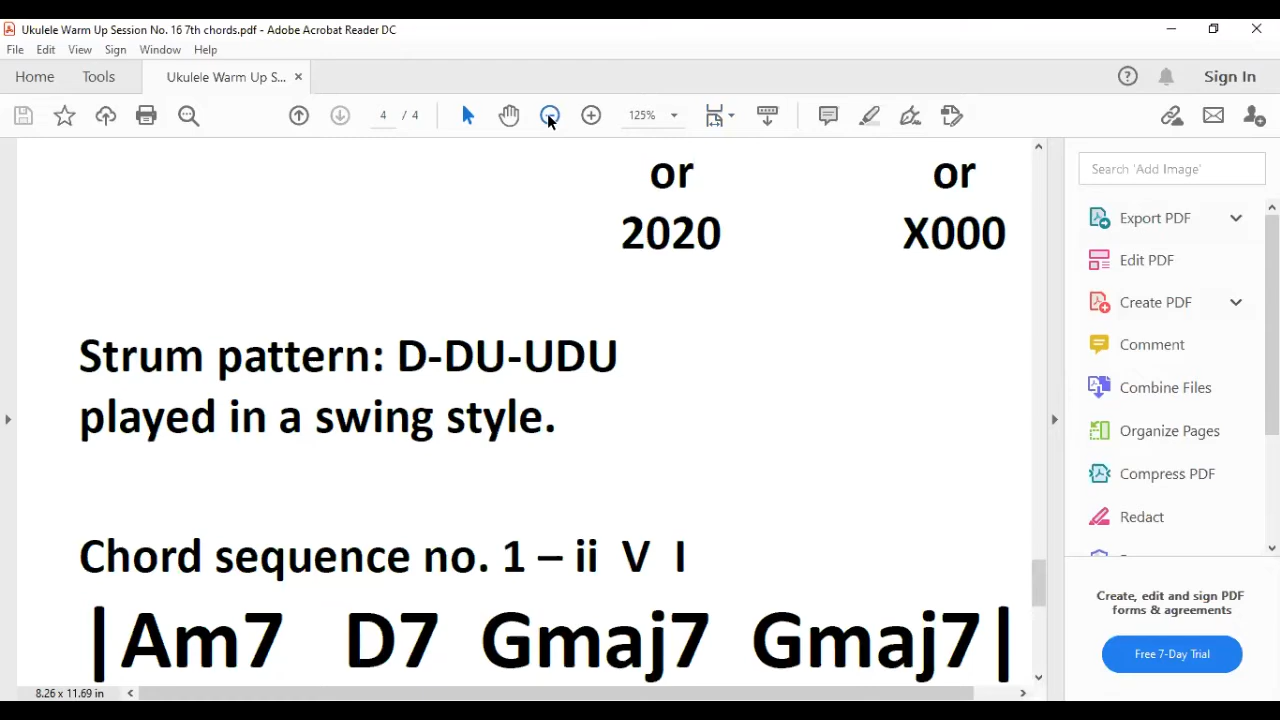 Ukulele Warm Up Session No. 16 7th chords.pdf - Adobe Acrobat Reader DC
File Edit View Sign Window Help
Home Tools Ukulele Warm Up S... Sign In
4 / 4 125%
or or
2020 X000
Strum pattern: D-DU-UDU
played in a swing style.
Chord sequence no. 1 – ii V I
|Am7 D7 Gmaj7 Gmaj7|
8.26 x 11.69 in
Search 'Add Image'
Export PDF
Edit PDF
Create PDF
Comment
Combine Files
Organize Pages
Compress PDF
Redact
Create, edit and sign PDF
forms & agreements
Free 7-Day Trial